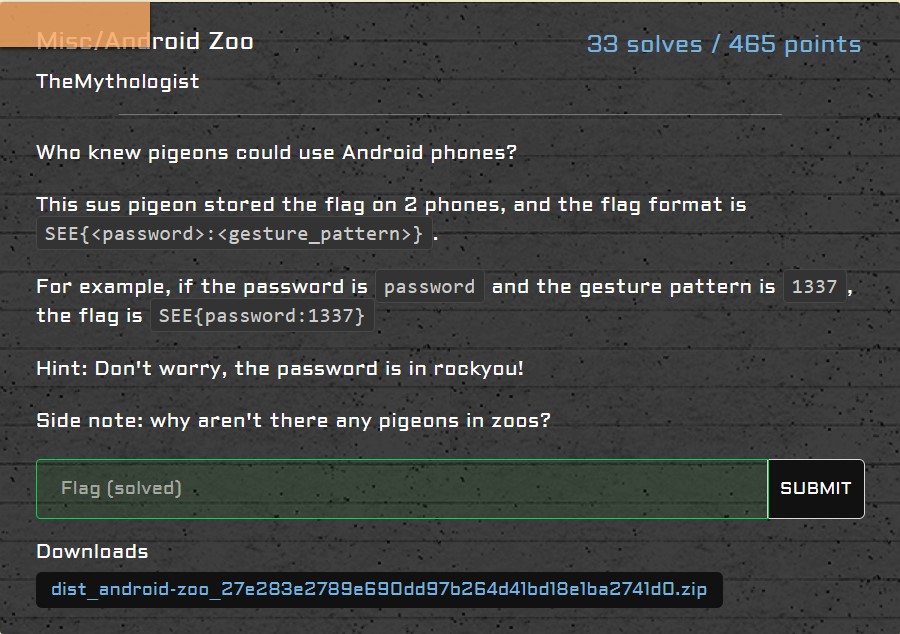 Misc/Android Zoo
33 solves / 465 points
TheMythologist
Who knew pigeons could use Android phones?
This sus pigeon stored the flag on 2 phones, and the flag format is
SEE{<password>:<gesture_pattern>} .
For example, if the password is password and the gesture pattern is 1337 ,
the flag is SEE{password:1337}
Hint: Don't worry, the password is in rockyou!
Side note: why aren't there any pigeons in zoos?
Flag (solved)
SUBMIT
Downloads
dist_android-zoo_27e283e2789e690dd97b264d41bd18e1ba2741d0.zip